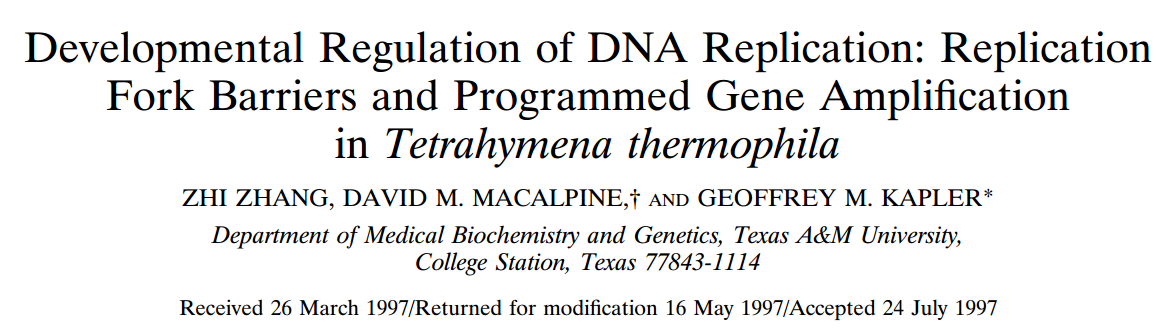 Developmental Regulation of DNA Replication: Replication
Fork Barriers and Programmed Gene Amplification
in Tetrahymena thermophila
ZHI ZHANG, DAVID M. MACALPINE,† AND GEOFFREY M. KAPLER*
Department of Medical Biochemistry and Genetics, Texas A&M University,
College Station, Texas 77843-1114
Received 26 March 1997/Returned for modification 16 May 1997/Accepted 24 July 1997